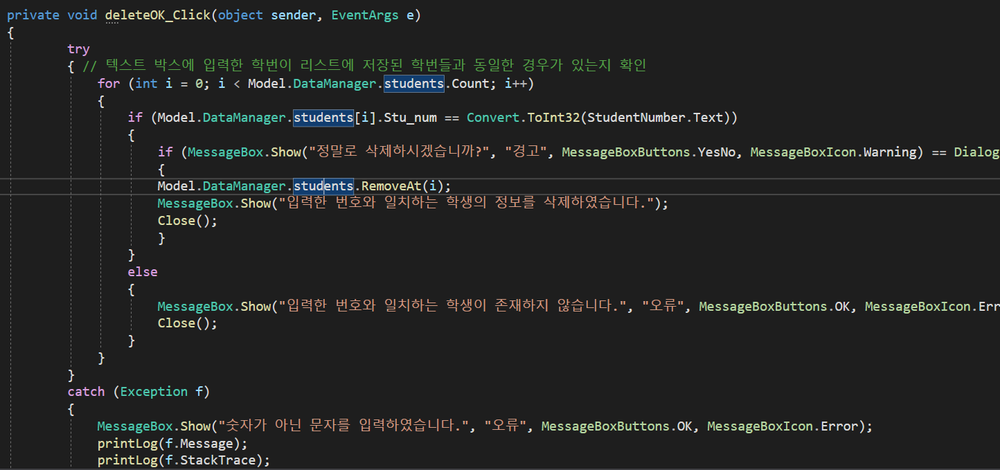 private void deleteOK_Click(object sender, EventArgs e)
{
try
{ // 텍스트 박스에 입력한 학번이 리스트에 저장된 학번들과 동일한 경우가 있는지 확인
for (int i = 0; i < Model.DataManager.students.Count; i++)
{
if (Model.DataManager.students[i].Stu_num == Convert.ToInt32(StudentNumber.Text))
{
if (MessageBox.Show("정말로 삭제하시겠습니까?", "경고", MessageBoxButtons.YesNo, MessageBoxIcon.Warning) == Dialog
{
Model.DataManager.students.RemoveAt(i);
MessageBox.Show("입력한 번호와 일치하는 학생의 정보를 삭제하였습니다.");
Close();
}
}
else
{
MessageBox.Show("입력한 번호와 일치하는 학생이 존재하지 않습니다.", "오류", MessageBoxButtons.OK, MessageBoxIcon.Err
Close();
}
}
}
catch (Exception f)
{
MessageBox.Show("숫자가 아닌 문자를 입력하였습니다.", "오류", MessageBoxButtons.OK, MessageBoxIcon.Error);
printLog(f.Message);
printLog(f.StackTrace);